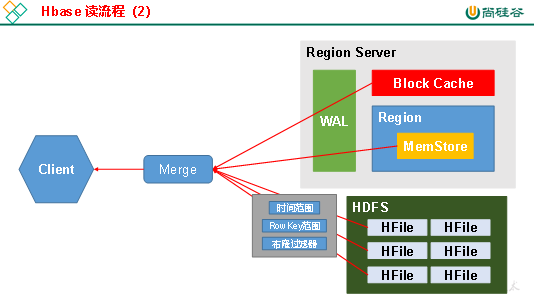 Hbase 读流程 (2)
尚硅谷
Region Server
WAL
Block Cache
Region
MemStore
Client
Merge
时间范围
Row Key范围
布隆过滤器
HDFS
HFile HFile
HFile HFile
HFile HFile